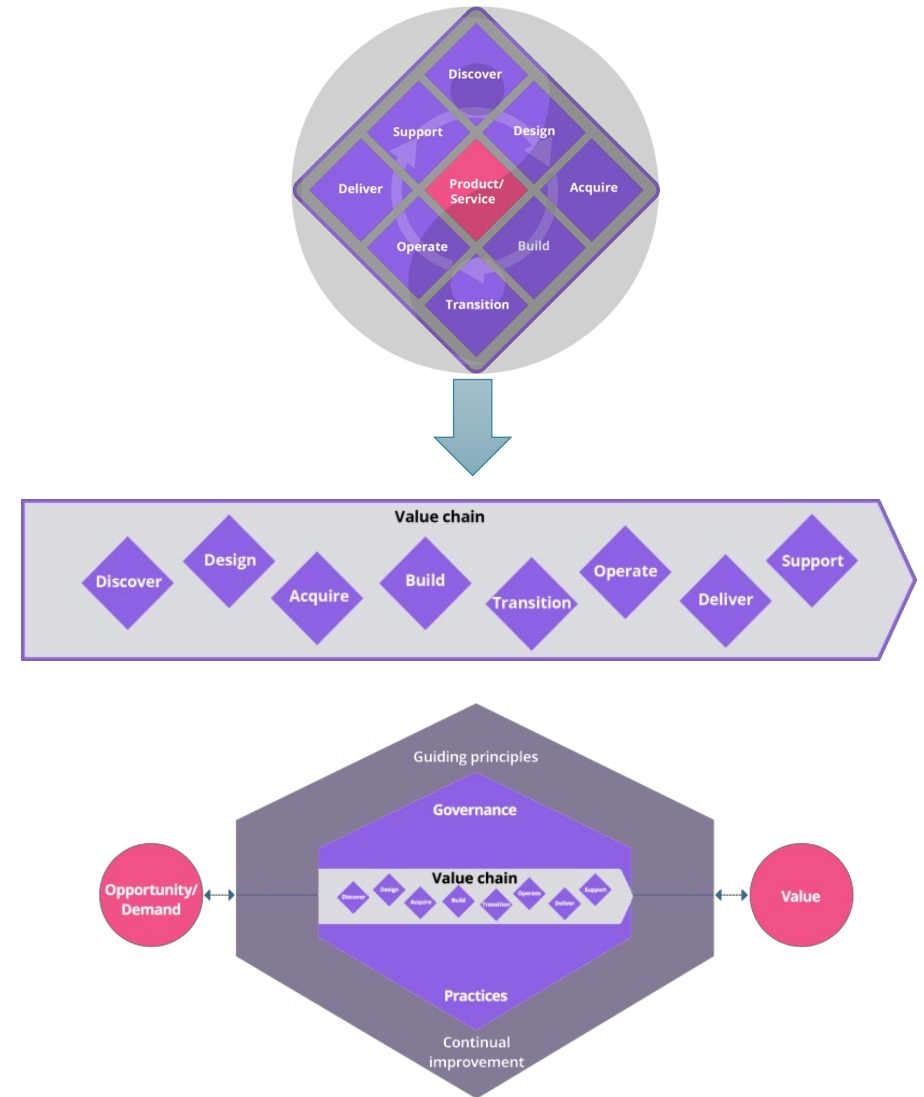 Discover
Support
Design
Deliver
Product/
Service
Acquire
Operate
Build
Transition
Value chain
Discover
Design
Acquire
Build
Transition
Operate
Deliver
Support
Guiding principles
Governance
Opportunity/
Demand
Value chain
Discover
Design
Acquire
Build
Transition
Operate
Deliver
Support
Value
Practices
Continual
improvement